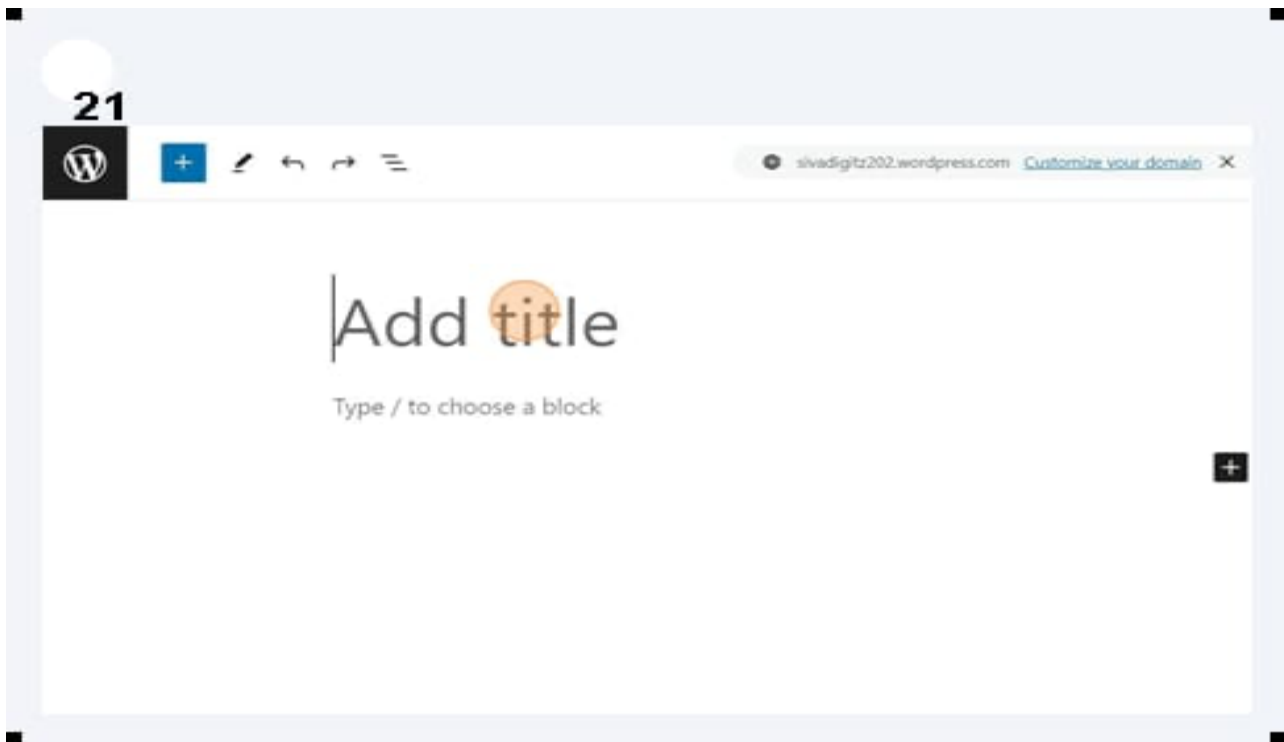 21
sivadigitz202.wordpress.com Customize your domain
Add title
Type / to choose a block